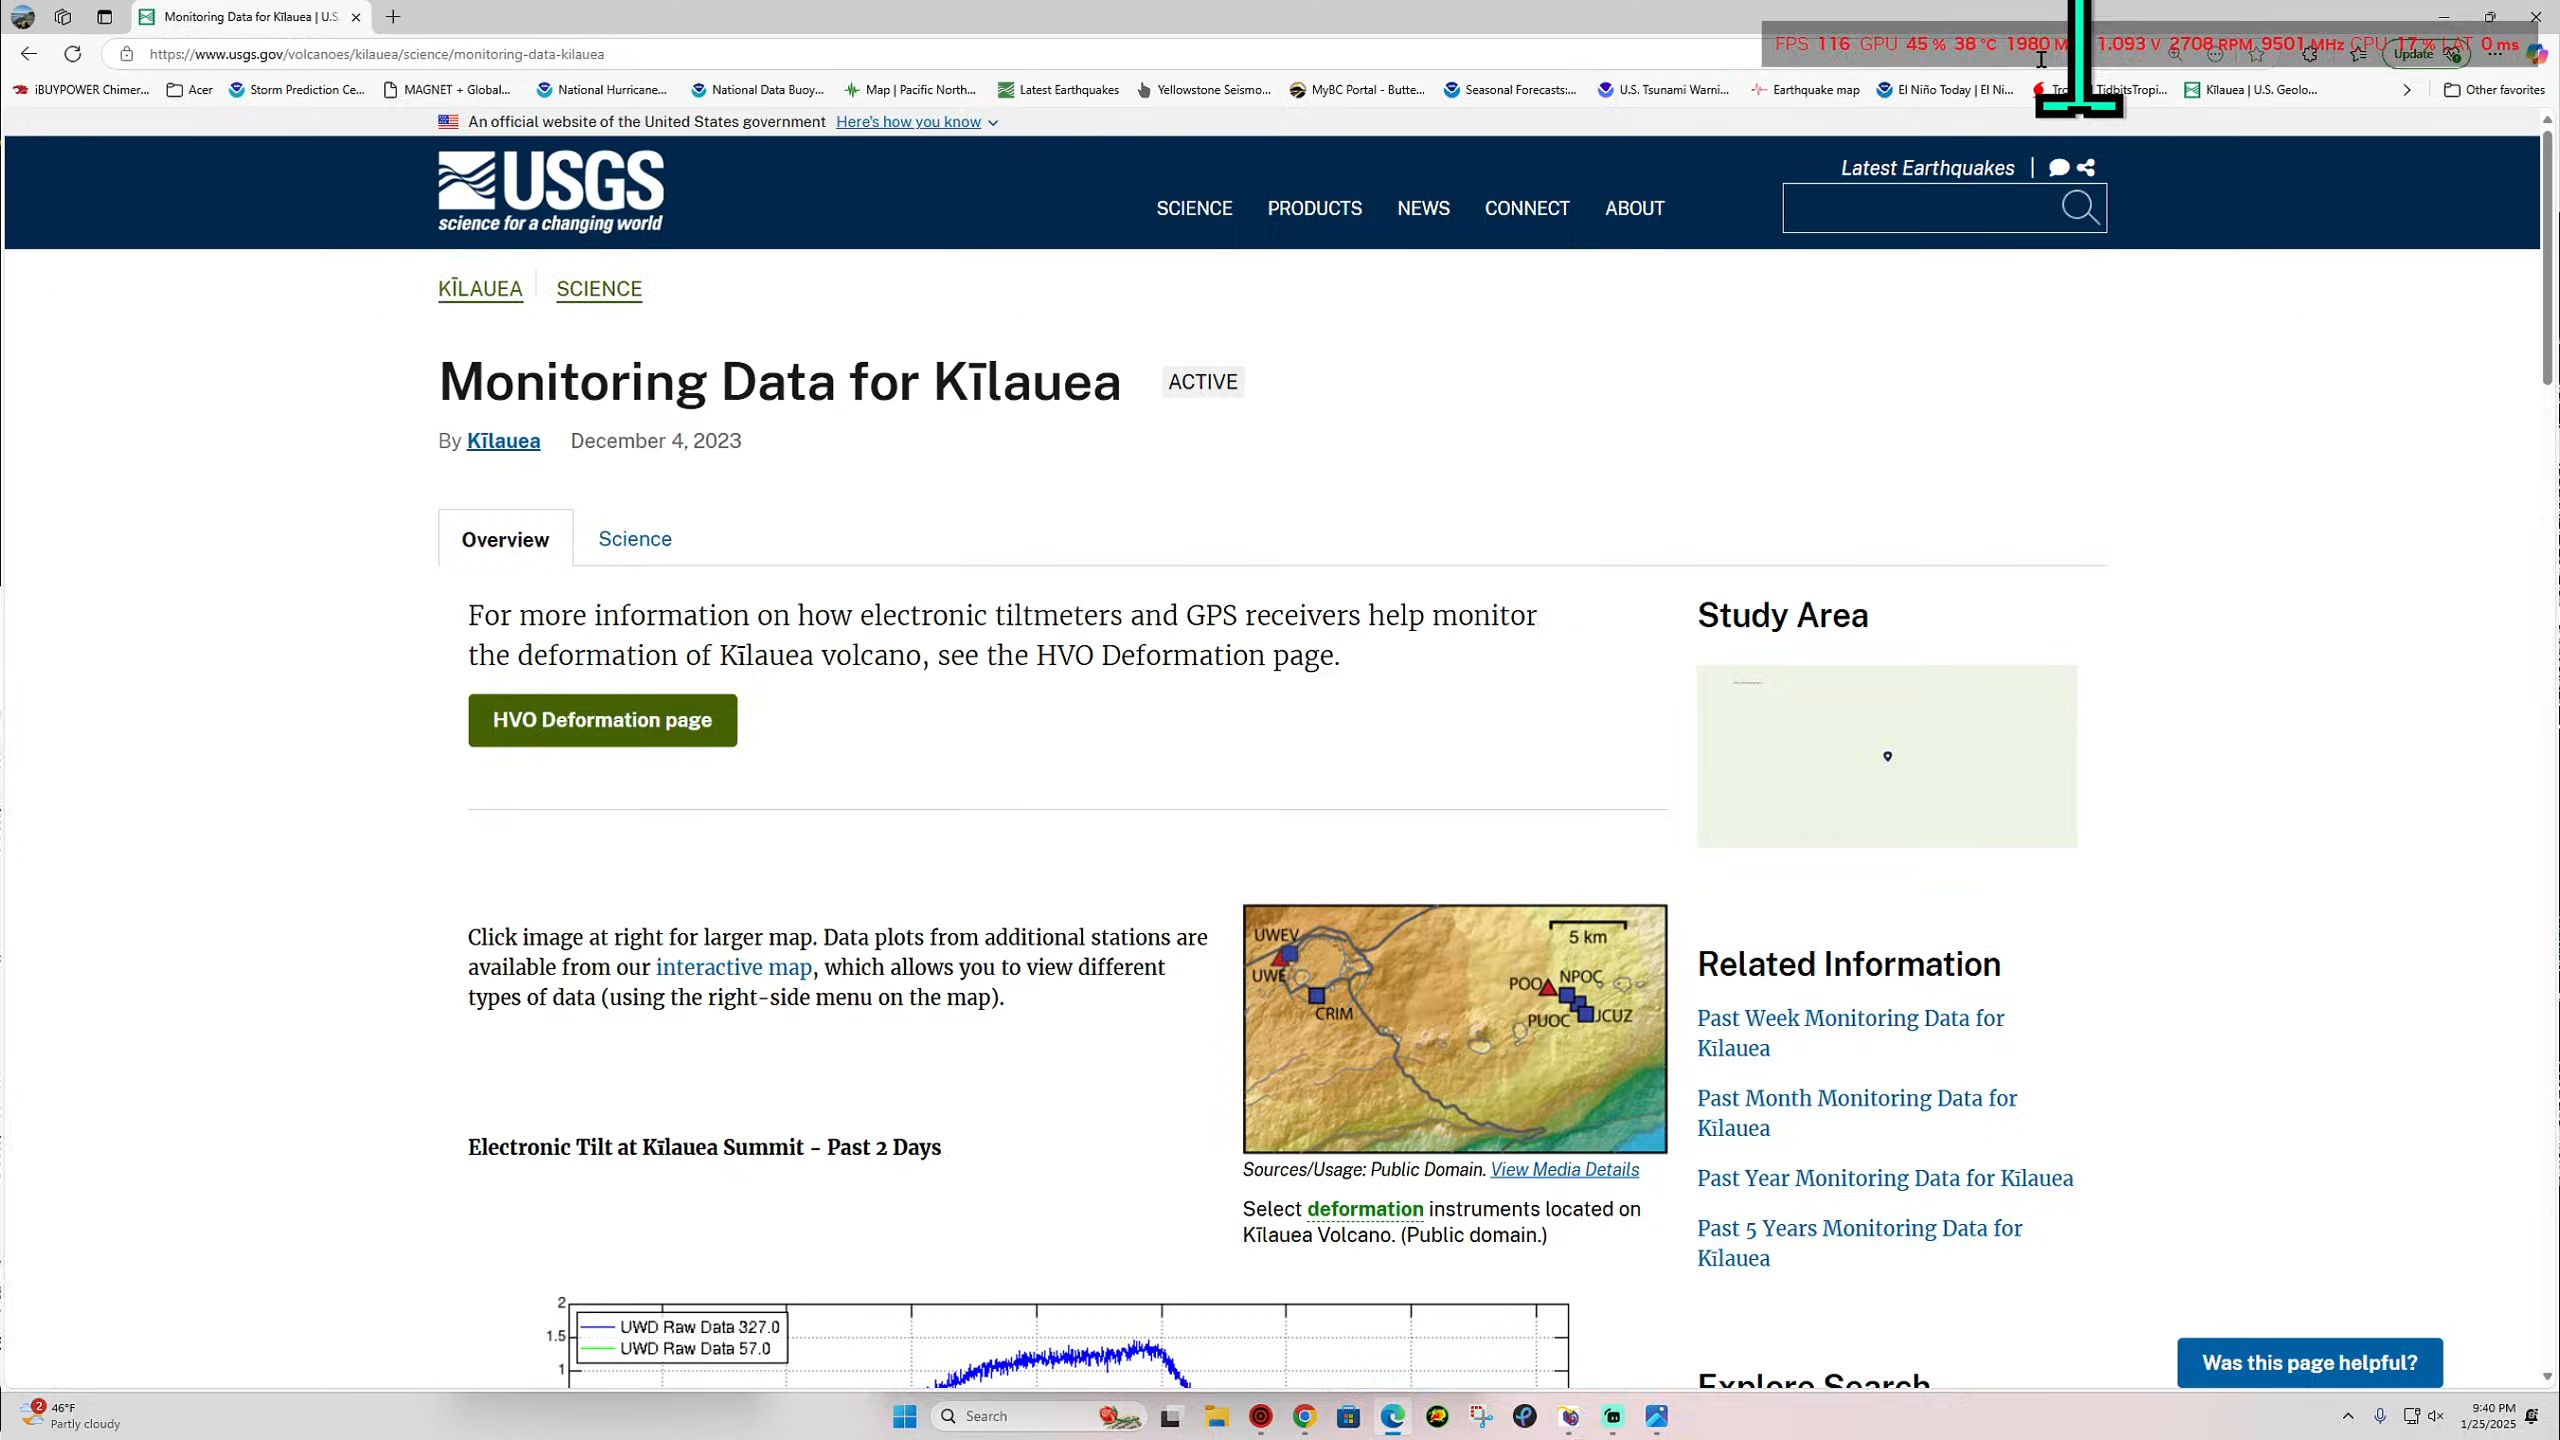 Monitoring Data for Kīlauea | U.S.
https://www.usgs.gov/volcanoes/kilauea/science/monitoring-data-kilauea
FPS 116 GPU 45 % 38 °C 1980 1.093 V 2708 RPM 9501 MHz CPU 17 % LAT 0 ms
Update
iBUYPOWER Chimer... Acer Storm Prediction Ce... MAGNET + Global... National Hurricane... National Data Buoy... Map | Pacific North... Latest Earthquakes Yellowstone Seismo... MyBC Portal - Butte... Seasonal Forecasts:... U.S. Tsunami Warni... Earthquake map El Niño Today | El Ni... TidbitsTropi... Kīlauea | U.S. Geolo... Other favorites
An official website of the United States government Here's how you know
USGS
science for a changing world
Latest Earthquakes |
SCIENCE PRODUCTS NEWS CONNECT ABOUT
KĪLAUEA SCIENCE
Monitoring Data for Kīlauea ACTIVE
By Kīlauea December 4, 2023
Overview Science
For more information on how electronic tiltmeters and GPS receivers help monitor
the deformation of Kīlauea volcano, see the HVO Deformation page.
HVO Deformation page
Study Area
Click image at right for larger map. Data plots from additional stations are
available from our interactive map, which allows you to view different
types of data (using the right-side menu on the map).
UWEV
UWE
CRIM
5 km
POO NPOC
PUOC JCUZ
Sources/Usage: Public Domain. View Media Details
Select deformation instruments located on
Kīlauea Volcano. (Public domain.)
Electronic Tilt at Kīlauea Summit - Past 2 Days
2
1.5
1
UWD Raw Data 327.0
UWD Raw Data 57.0
Related Information
Past Week Monitoring Data for
Kīlauea
Past Month Monitoring Data for
Kīlauea
Past Year Monitoring Data for Kīlauea
Past 5 Years Monitoring Data for
Kīlauea
Explore Search
Was this page helpful?
2
46°F
Partly cloudy
Search
9:40 PM
1/25/2025